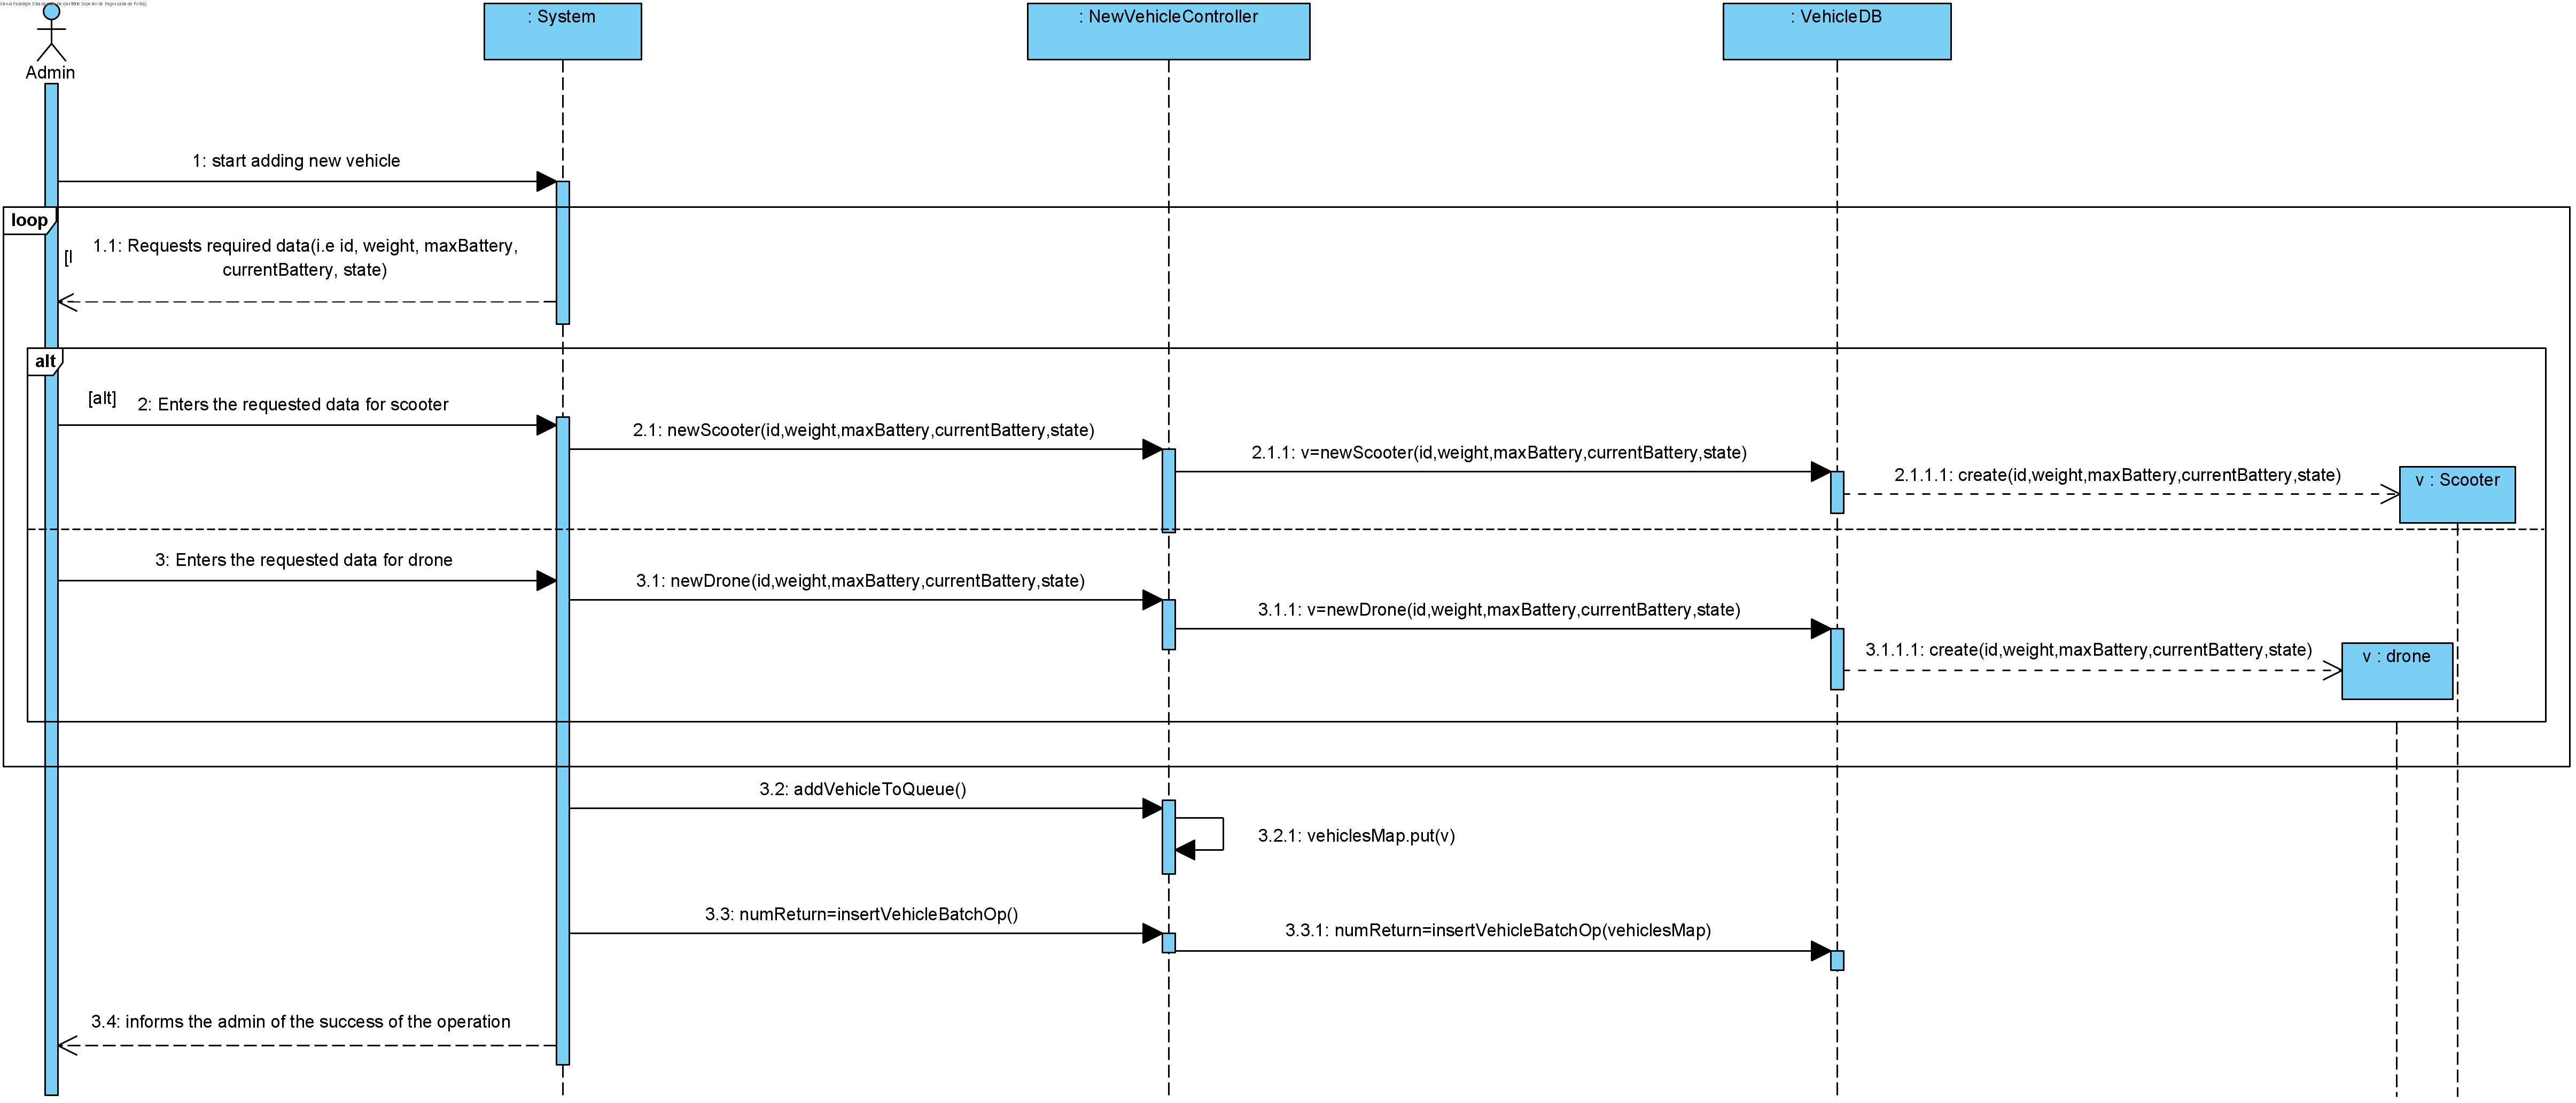 : System
: NewVehicleController
: VehicleDB
Admin
1: start adding new vehicle
loop
1.1: Requests required data(i.e id, weight, maxBattery,
currentBattery, state)
[l
alt
[alt]
2: Enters the requested data for scooter
2.1: newScooter(id,weight,maxBattery,currentBattery,state)
2.1.1: v=newScooter(id,weight,maxBattery,currentBattery,state)
2.1.1.1: create(id,weight,maxBattery,currentBattery,state)
v : Scooter
3: Enters the requested data for drone
3.1: newDrone(id,weight,maxBattery,currentBattery,state)
3.1.1: v=newDrone(id,weight,maxBattery,currentBattery,state)
3.1.1.1: create(id,weight,maxBattery,currentBattery,state)
v : drone
3.2: addVehicleToQueue()
3.2.1: vehiclesMap.put(v)
3.3: numReturn=insertVehicleBatchOp()
3.3.1: numReturn=insertVehicleBatchOp(vehiclesMap)
3.4: informs the admin of the success of the operation